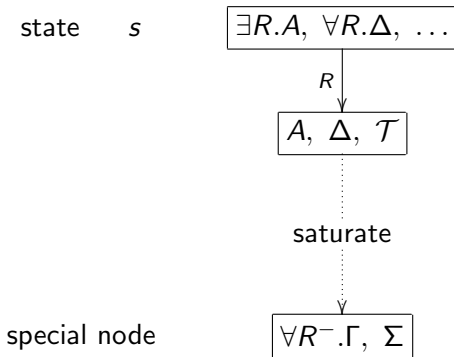 state s ∃R.A, ∀R.Δ, …
R
A, Δ, 𝒯
saturate
special node ∀R⁻.Γ, Σ